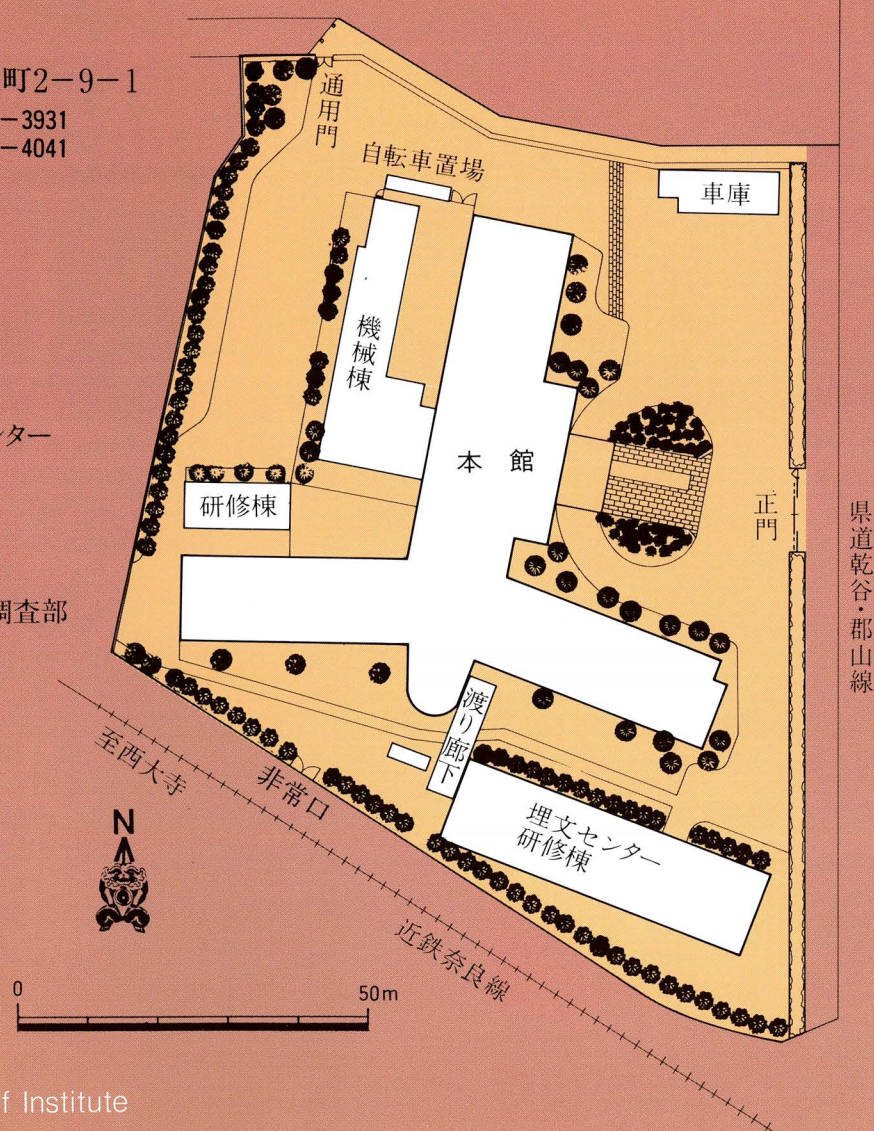 町2-9-1
-3931
-4041
通用門
自転車置場
車庫
機械棟
本 館
正門
県道乾谷・郡山線
ンター
研修棟
調査部
渡り廊下
至西大寺
非常口
埋文センター
研修棟
N
近鉄奈良線
0
50m
f Institute